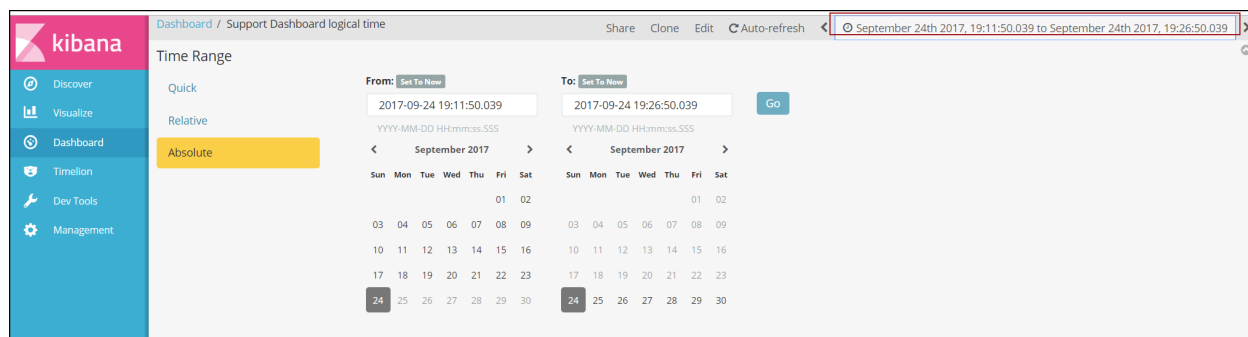 kibana
Discover
Visualize
Dashboard
Timelion
Dev Tools
Management
Dashboard / Support Dashboard logical time
Share Clone Edit Auto-refresh September 24th 2017, 19:11:50.039 to September 24th 2017, 19:26:50.039
Time Range
Quick
Relative
Absolute
From: Set To Now
2017-09-24 19:11:50.039
YYYY-MM-DD HH:mm:ss.SSS
September 2017
Sun Mon Tue Wed Thu Fri Sat
01 02
03 04 05 06 07 08 09
10 11 12 13 14 15 16
17 18 19 20 21 22 23
24 25 26 27 28 29 30
To: Set To Now
2017-09-24 19:26:50.039
YYYY-MM-DD HH:mm:ss.SSS
September 2017
Sun Mon Tue Wed Thu Fri Sat
01 02
03 04 05 06 07 08 09
10 11 12 13 14 15 16
17 18 19 20 21 22 23
24 25 26 27 28 29 30
Go